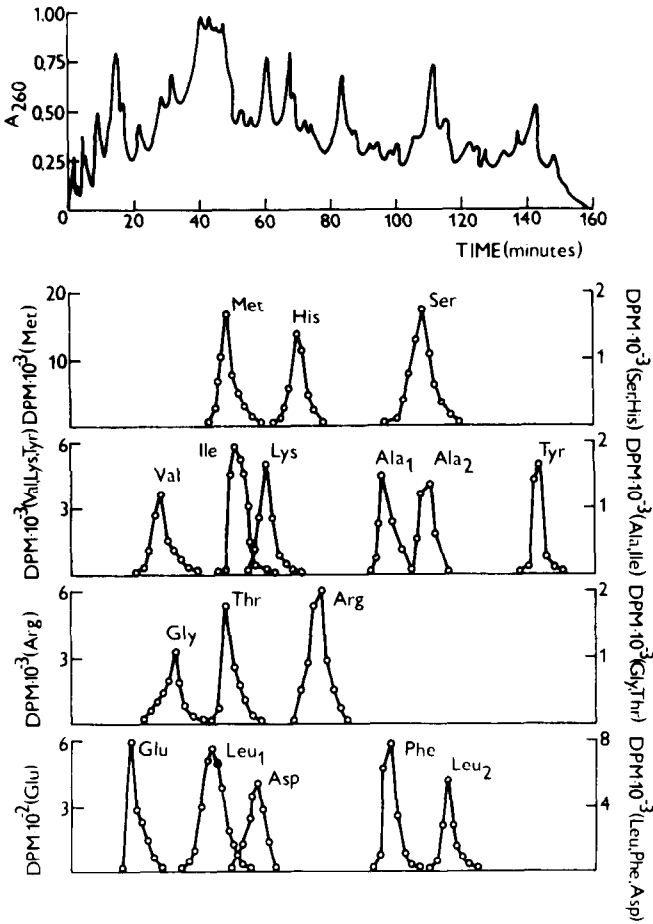 1.00
0.75
0.50
0.25
A260
0 20 40 60 80 100 120 140 160
TIME (minutes)
20
10
DPM·10-3 (Met)
Met
His
Ser
2
1
DPM·10-3 (Ser,His)
6
3
DPM·10-3 (Val,Lys,Tyr)
Val
Ile
Lys
Ala1
Ala2
Tyr
2
1
DPM·10-3 (Ala,Ile)
6
3
DPM·10-3 (Arg)
Gly
Thr
Arg
2
1
DPM·10-3 (Gly,Thr)
6
3
DPM·10-2 (Glu)
Glu
Leu1
Asp
Phe
Leu2
8
4
DPM·10-3 (Leu,Phe,Asp)